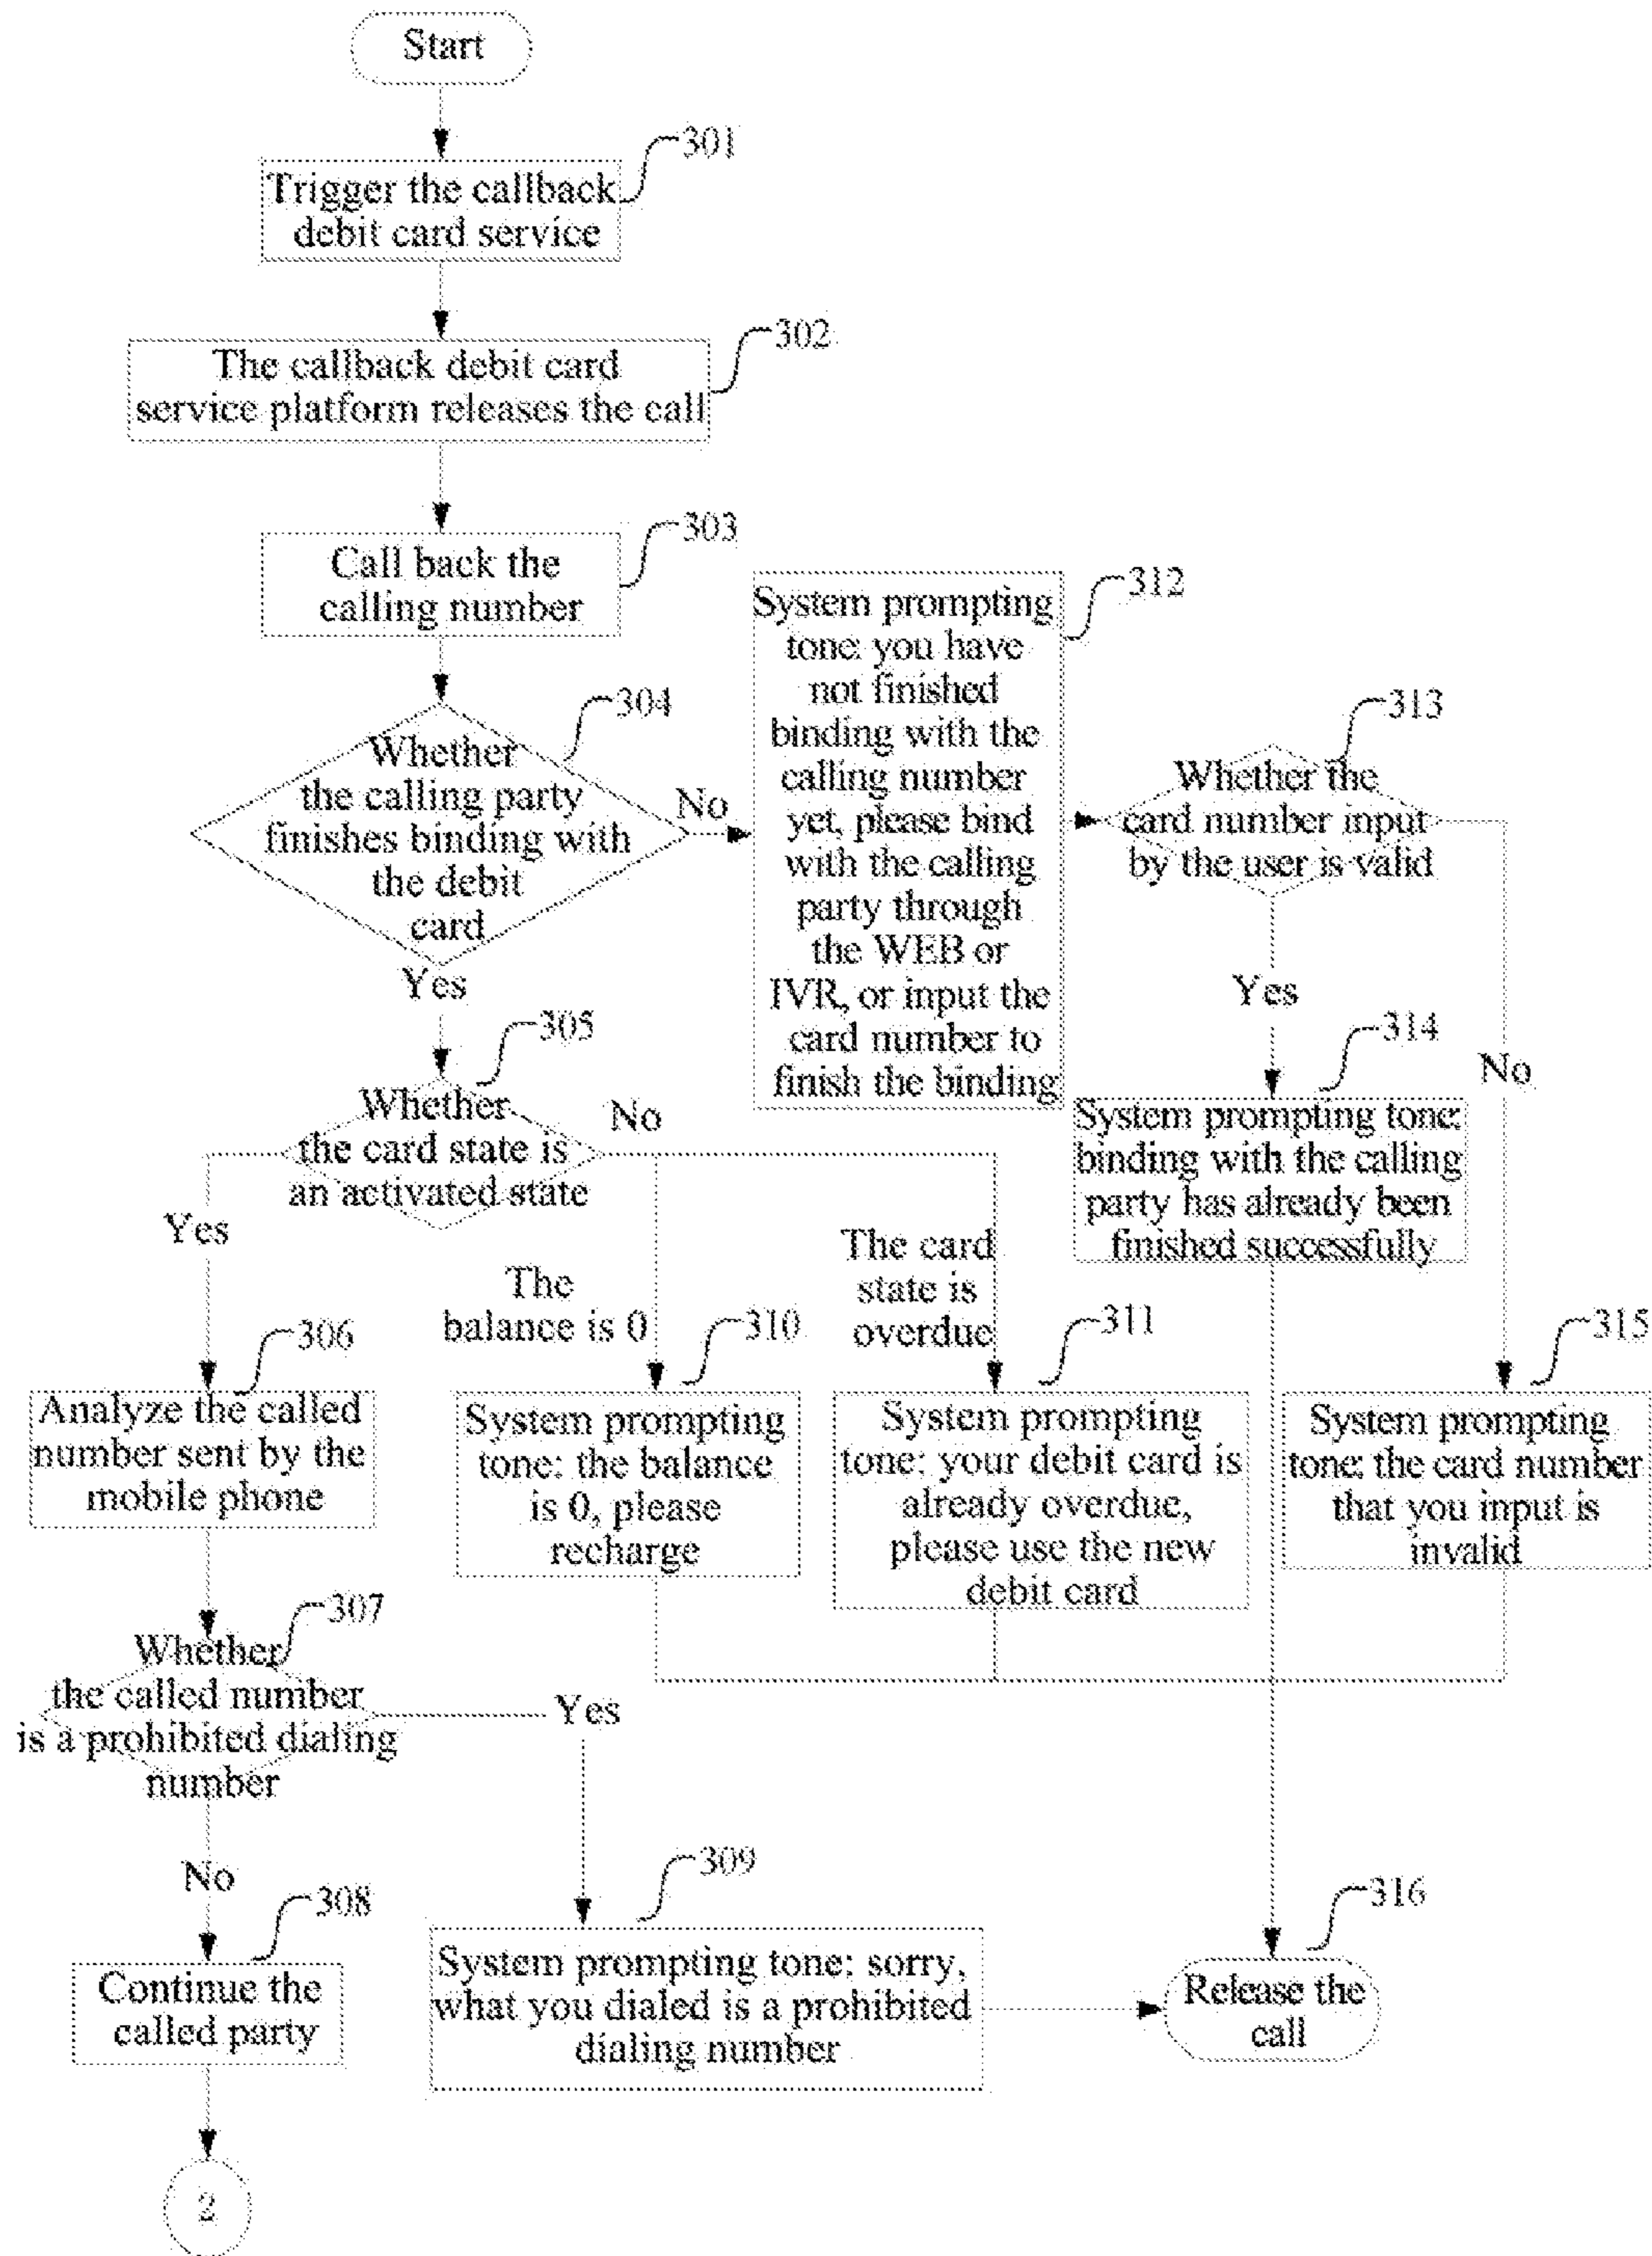 Start
301
Trigger the callback
debit card service
302
The callback debit card
service platform releases the call
303
Call back the
calling number
304
Whether
the calling party
finishes binding with
the debit
card
No
Yes
312
System prompting
tone: you have
not finished
binding with the
calling number
yet, please bind
with the calling
party through
the WEB or
IVR, or input the
card number to
finish the binding
313
Whether the
card number input
by the user is valid
Yes
No
314
System prompting tone:
binding with the calling
party has already been
finished successfully
305
Whether
the card state is
an activated state
No
Yes
The
balance is 0
The card
state is
overdue
306
Analyze the called
number sent by the
mobile phone
310
System prompting
tone: the balance
is 0, please
recharge
311
System prompting
tone: your debit card is
already overdue,
please use the new
debit card
315
System prompting
tone: the card number
that you input is
invalid
307
Whether
the called number
is a prohibited dialing
number
Yes
No
308
Continue the
called party
309
System prompting tone: sorry,
what you dialed is a prohibited
dialing number
316
Release the
call
2